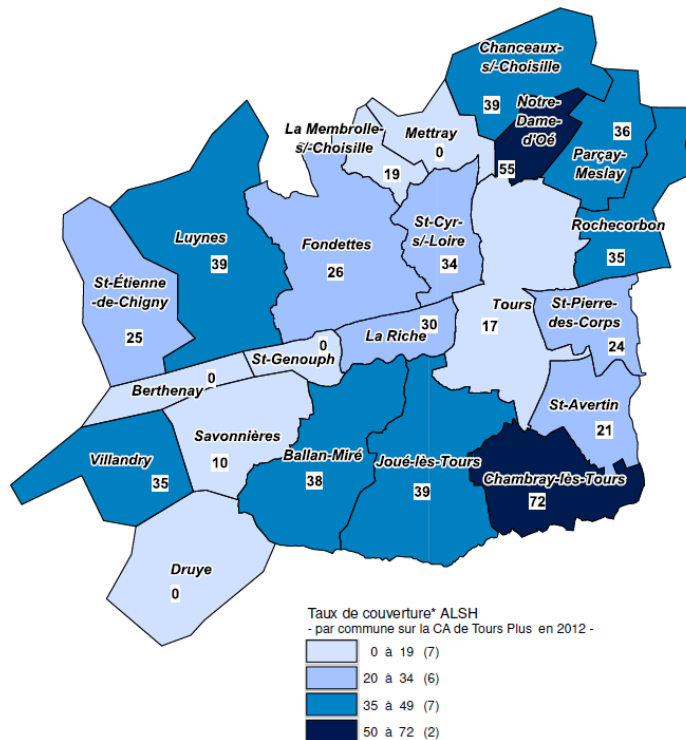 Chanceaux-
s/-Choisille
39
Notre-
Dame-
d'Oé
55
36
Parçay-
Meslay
La Membrolle-
s/-Choisille
19
Mettray
0
Luynes
39
Fondettes
26
St-Cyr-
s/-Loire
34
Rochecorbon
35
St-Étienne
-de-Chigny
25
Tours
17
St-Pierre-
des-Corps
24
La Riche
30
0
St-Genouph
0
Berthenay
St-Avertin
21
Savonnières
10
Villandry
35
Ballan-Miré
38
Joué-lès-Tours
39
Chambray-lès-Tours
72
Druye
0
Taux de couverture* ALSH
- par commune sur la CA de Tours Plus en 2012 -
0 à 19 (7)
20 à 34 (6)
35 à 49 (7)
50 à 72 (2)